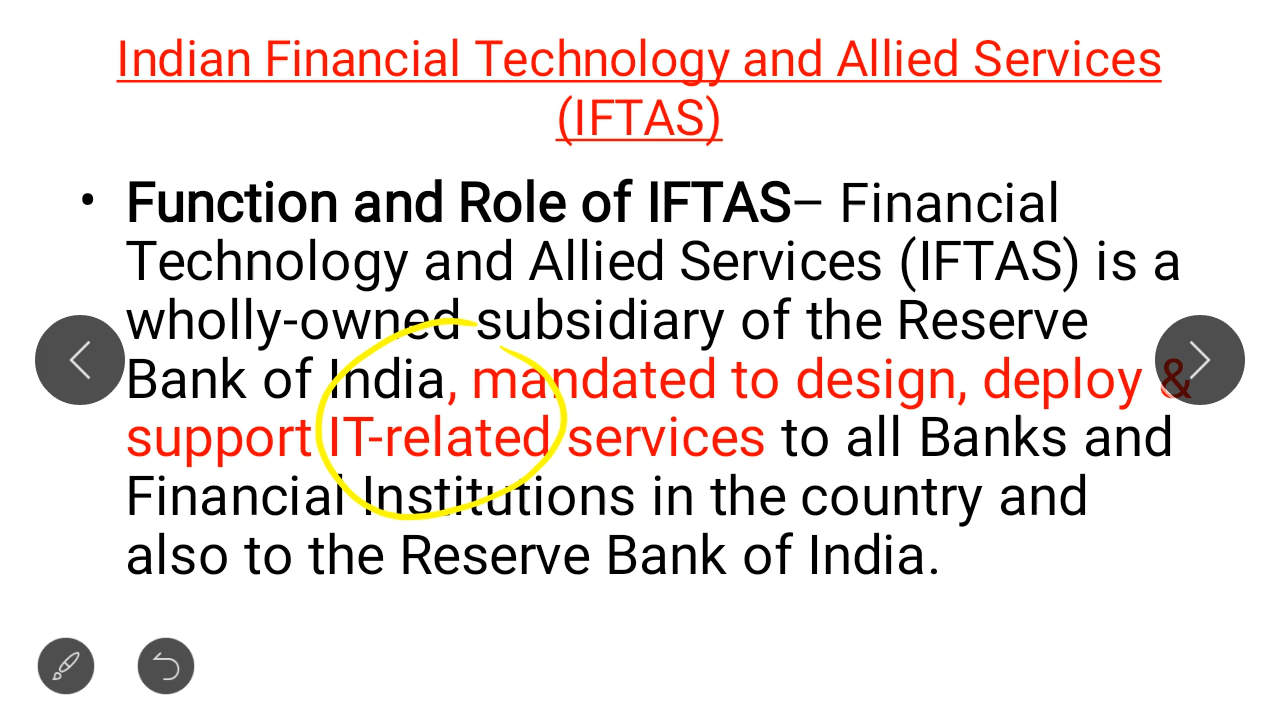 Indian Financial Technology and Allied Services
(IFTAS)
• Function and Role of IFTAS– Financial
Technology and Allied Services (IFTAS) is a
wholly-owned subsidiary of the Reserve
Bank of India, mandated to design, deploy &
support IT-related services to all Banks and
Financial Institutions in the country and
also to the Reserve Bank of India.